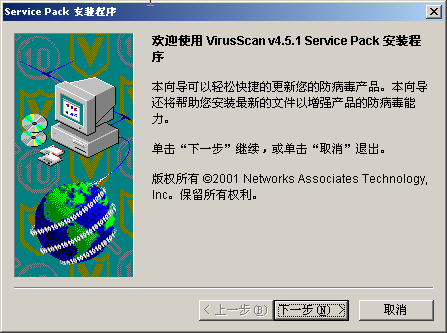 Service Pack 安装程序
欢迎使用 VirusScan v4.5.1 Service Pack 安装程
序
本向导可以轻松快捷的更新您的防病毒产品。本向导
还将帮助您安装最新的文件以增强产品的防病毒能
力。
单击“下一步”继续，或单击“取消”退出。
版权所有 ©2001 Networks Associates Technology,
Inc。保留所有权利。
< 上一步(B) 下一步(N) > 取消